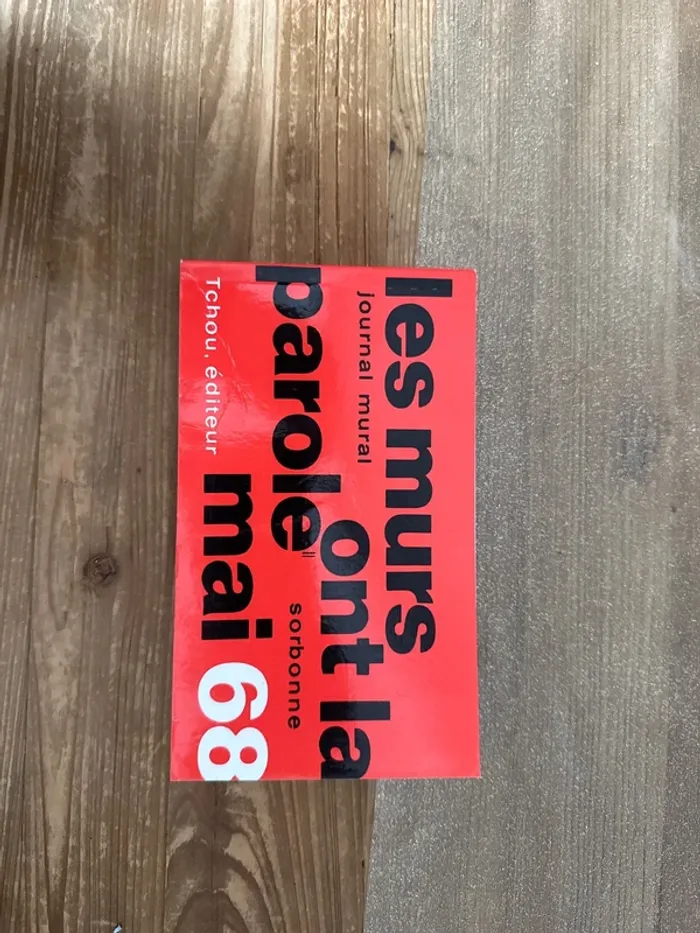 les murs
journal mural
ont la
parole
sorbonne
mai 68
Tchou, éditeur